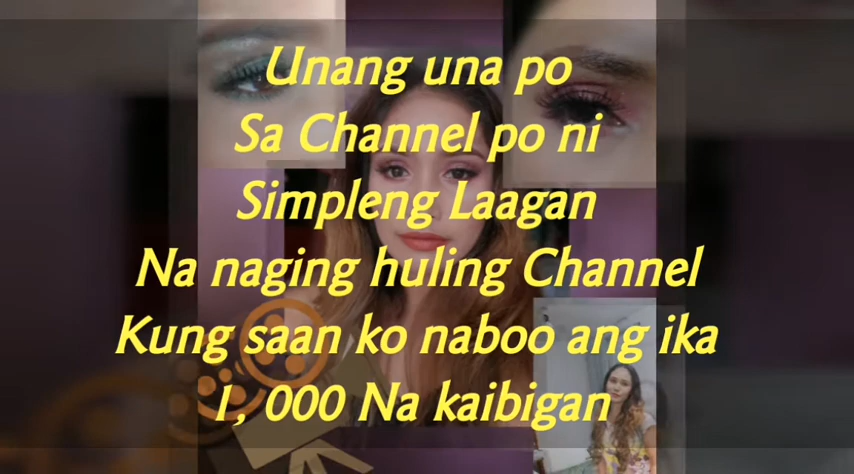 Unang una po
Sa Channel po ni
Simpleng Laagan
Na naging huling Channel
Kung saan ko naboo ang ika
1, 000 Na kaibigan